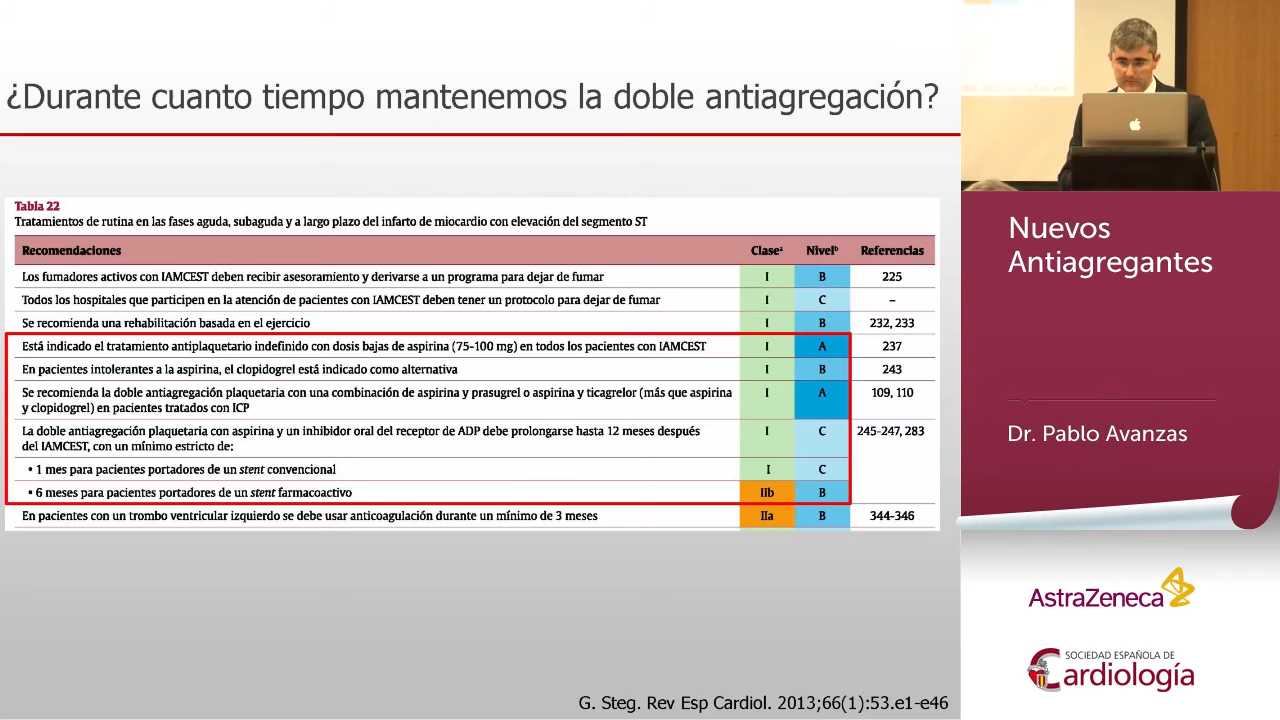 ¿Durante cuanto tiempo mantenemos la doble antiagregación?
Tabla 22
Tratamientos de rutina en las fases aguda, subaguda y a largo plazo del infarto de miocardio con elevación del segmento ST
Recomendaciones Claseª Nivelᵇ Referencias
Los fumadores activos con IAMCEST deben recibir asesoramiento y derivarse a un programa para dejar de fumar I B 225
Todos los hospitales que participen en la atención de pacientes con IAMCEST deben tener un protocolo para dejar de fumar I C –
Se recomienda una rehabilitación basada en el ejercicio I B 232, 233
Está indicado el tratamiento antiplaquetario indefinido con dosis bajas de aspirina (75-100 mg) en todos los pacientes con IAMCEST I A 237
En pacientes intolerantes a la aspirina, el clopidogrel está indicado como alternativa I B 243
Se recomienda la doble antiagregación plaquetaria con una combinación de aspirina y prasugrel o aspirina y ticagrelor (más que aspirina I A 109, 110
y clopidogrel) en pacientes tratados con ICP
La doble antiagregación plaquetaria con aspirina y un inhibidor oral del receptor de ADP debe prolongarse hasta 12 meses después I C 245-247, 283
del IAMCEST, con un mínimo estricto de:
• 1 mes para pacientes portadores de un stent convencional I C
• 6 meses para pacientes portadores de un stent farmacoactivo IIb B
En pacientes con un trombo ventricular izquierdo se debe usar anticoagulación durante un mínimo de 3 meses IIa B 344-346
G. Steg. Rev Esp Cardiol. 2013;66(1):53.e1-e46
Nuevos
Antiagregantes
Dr. Pablo Avanzas
AstraZeneca
SOCIEDAD ESPAÑOLA DE
Cardiología